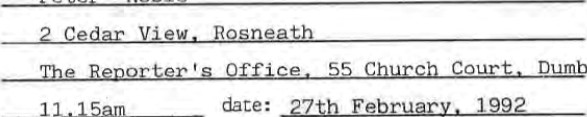 2 Cedar View, Rosneath
The Reporter's Office, 55 Church Court, Dumb
11.15am date: 27th February, 1992